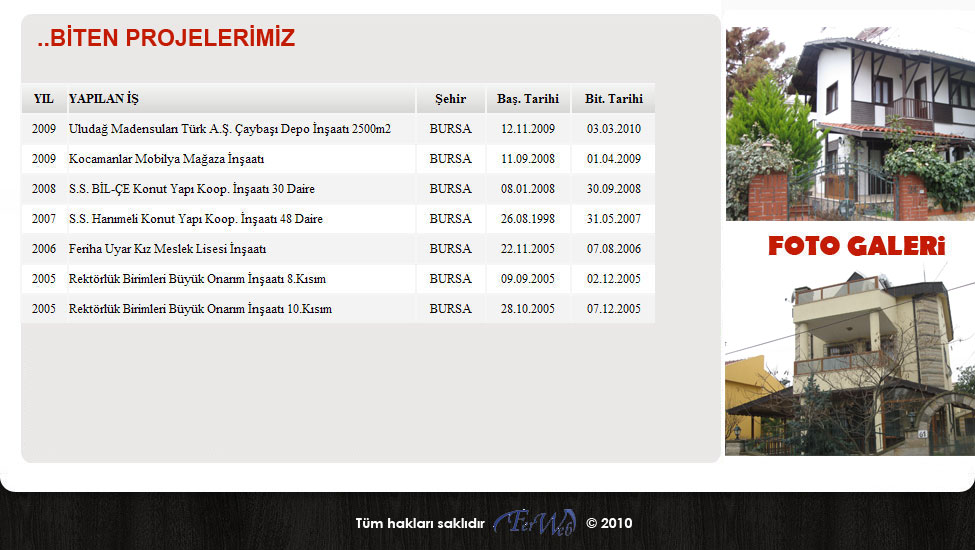 ..BİTEN PROJELERİMİZ
YIL YAPILAN İŞ Şehir Baş. Tarihi Bit. Tarihi
2009 Uludağ Madensuları Türk A.Ş. Çaybaşı Depo İnşaatı 2500m2 BURSA 12.11.2009 03.03.2010
2009 Kocamanlar Mobilya Mağaza İnşaatı BURSA 11.09.2008 01.04.2009
2008 S.S. BİL-ÇE Konut Yapı Koop. İnşaatı 30 Daire BURSA 08.01.2008 30.09.2008
2007 S.S. Hanımeli Konut Yapı Koop. İnşaatı 48 Daire BURSA 26.08.1998 31.05.2007
2006 Feriha Uyar Kız Meslek Lisesi İnşaatı BURSA 22.11.2005 07.08.2006
2005 Rektörlük Birimleri Büyük Onarım İnşaatı 8.Kısım BURSA 09.09.2005 02.12.2005
2005 Rektörlük Birimleri Büyük Onarım İnşaatı 10.Kısım BURSA 28.10.2005 07.12.2005
FOTO GALERi
Tüm hakları saklıdır FerWeb © 2010